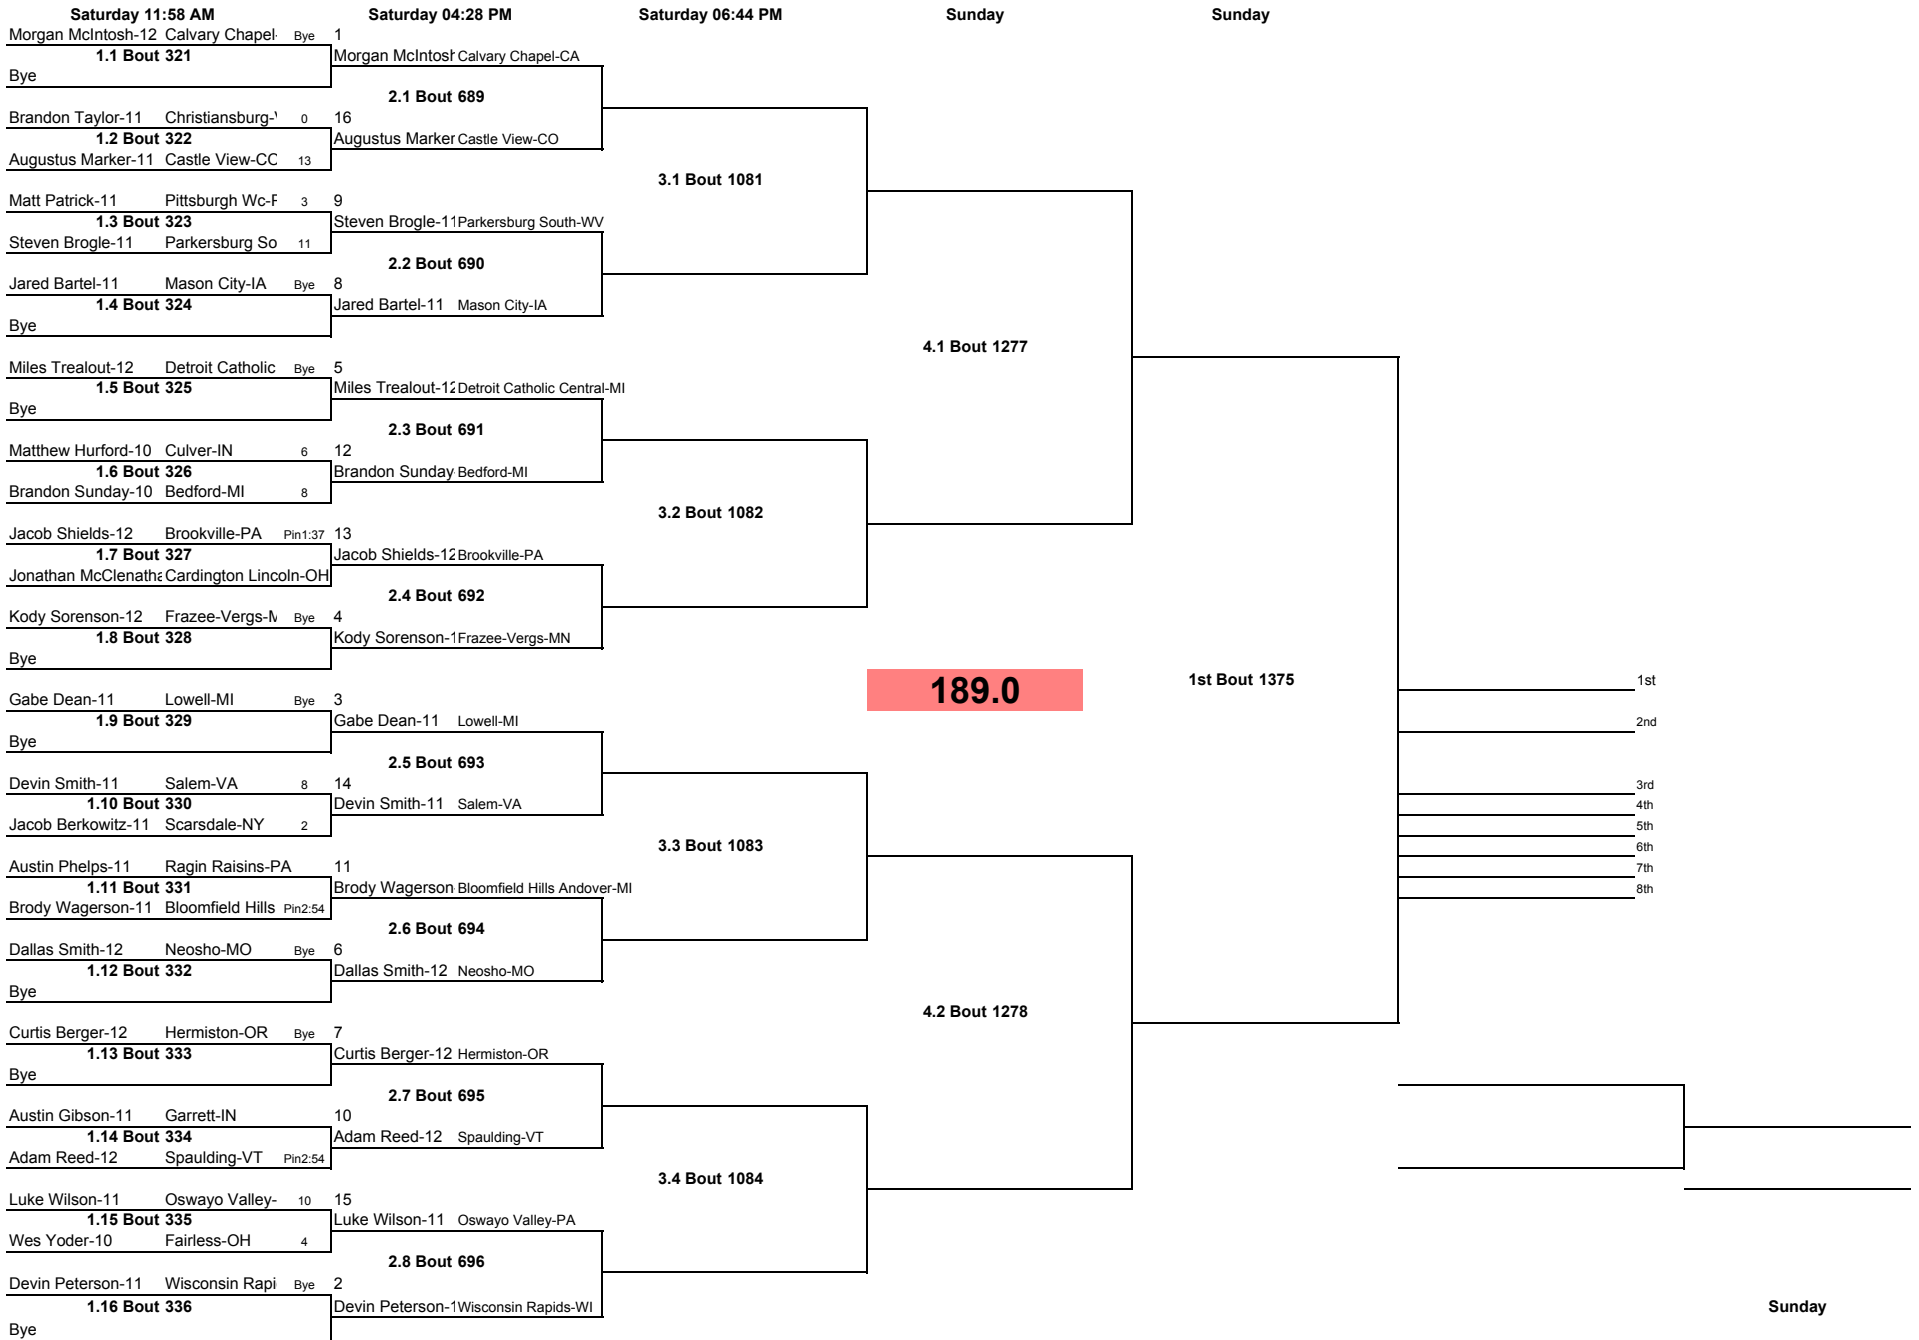 Saturday 11:58 AM Saturday 04:28 PM Saturday 06:44 PM Sunday Sunday
Morgan McIntosh-12 Calvary Chapel- Bye 1
1.1 Bout 321 Morgan McIntosh Calvary Chapel-CA
Bye
2.1 Bout 689
Brandon Taylor-11 Christiansburg- 0 16
1.2 Bout 322 Augustus Marker Castle View-CO
Augustus Marker-11 Castle View-CO 13
3.1 Bout 1081
Matt Patrick-11 Pittsburgh Wc-P 3 9
1.3 Bout 323 Steven Brogle-11 Parkersburg South-WV
Steven Brogle-11 Parkersburg So 11
2.2 Bout 690
Jared Bartel-11 Mason City-IA Bye 8
1.4 Bout 324 Jared Bartel-11 Mason City-IA
Bye
4.1 Bout 1277
Miles Trealout-12 Detroit Catholic Bye 5
1.5 Bout 325 Miles Trealout-12 Detroit Catholic Central-MI
Bye
2.3 Bout 691
Matthew Hurford-10 Culver-IN 6 12
1.6 Bout 326 Brandon Sunday Bedford-MI
Brandon Sunday-10 Bedford-MI 8
3.2 Bout 1082
Jacob Shields-12 Brookville-PA Pin1:37 13
1.7 Bout 327 Jacob Shields-12 Brookville-PA
Jonathan McClenatha Cardington Lincoln-OH
2.4 Bout 692
Kody Sorenson-12 Frazee-Vergs-M Bye 4
1.8 Bout 328 Kody Sorenson-1 Frazee-Vergs-MN
Bye
189.0 1st Bout 1375 1st
Gabe Dean-11 Lowell-MI Bye 3
1.9 Bout 329 Gabe Dean-11 Lowell-MI 2nd
Bye
2.5 Bout 693
Devin Smith-11 Salem-VA 8 14 3rd
1.10 Bout 330 Devin Smith-11 Salem-VA 4th
Jacob Berkowitz-11 Scarsdale-NY 2 5th
3.3 Bout 1083 6th
Austin Phelps-11 Ragin Raisins-PA 11 7th
1.11 Bout 331 Brody Wagerson Bloomfield Hills Andover-MI 8th
Brody Wagerson-11 Bloomfield Hills Pin2:54
2.6 Bout 694
Dallas Smith-12 Neosho-MO Bye 6
1.12 Bout 332 Dallas Smith-12 Neosho-MO
Bye
4.2 Bout 1278
Curtis Berger-12 Hermiston-OR Bye 7
1.13 Bout 333 Curtis Berger-12 Hermiston-OR
Bye
2.7 Bout 695
Austin Gibson-11 Garrett-IN 10
1.14 Bout 334 Adam Reed-12 Spaulding-VT
Adam Reed-12 Spaulding-VT Pin2:54
3.4 Bout 1084
Luke Wilson-11 Oswayo Valley- 10 15
1.15 Bout 335 Luke Wilson-11 Oswayo Valley-PA
Wes Yoder-10 Fairless-OH 4
2.8 Bout 696
Devin Peterson-11 Wisconsin Rapi Bye 2
1.16 Bout 336 Devin Peterson-1 Wisconsin Rapids-WI Sunday
Bye